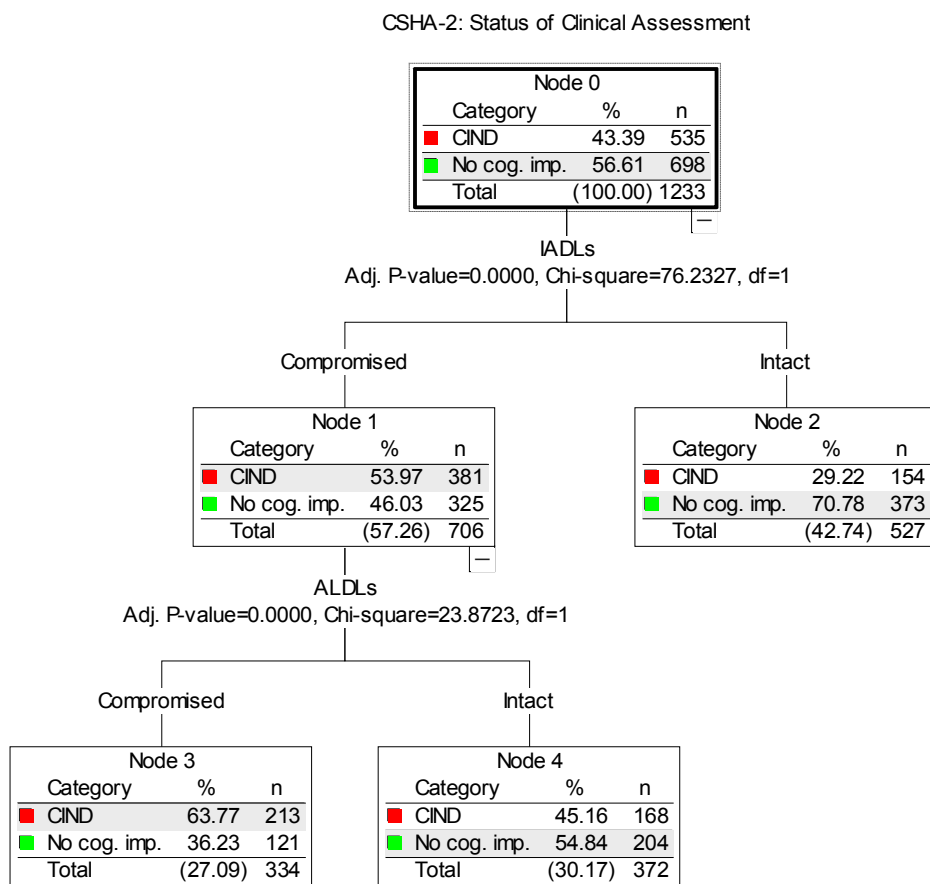 CSHA-2: Status of Clinical Assessment
Node 0
Category % n
CIND 43.39 535
No cog. imp. 56.61 698
Total (100.00) 1233
IADLs
Adj. P-value=0.0000, Chi-square=76.2327, df=1
Compromised Intact
Node 1
Category % n
CIND 53.97 381
No cog. imp. 46.03 325
Total (57.26) 706
Node 2
Category % n
CIND 29.22 154
No cog. imp. 70.78 373
Total (42.74) 527
ALDLs
Adj. P-value=0.0000, Chi-square=23.8723, df=1
Compromised Intact
Node 3
Category % n
CIND 63.77 213
No cog. imp. 36.23 121
Total (27.09) 334
Node 4
Category % n
CIND 45.16 168
No cog. imp. 54.84 204
Total (30.17) 372